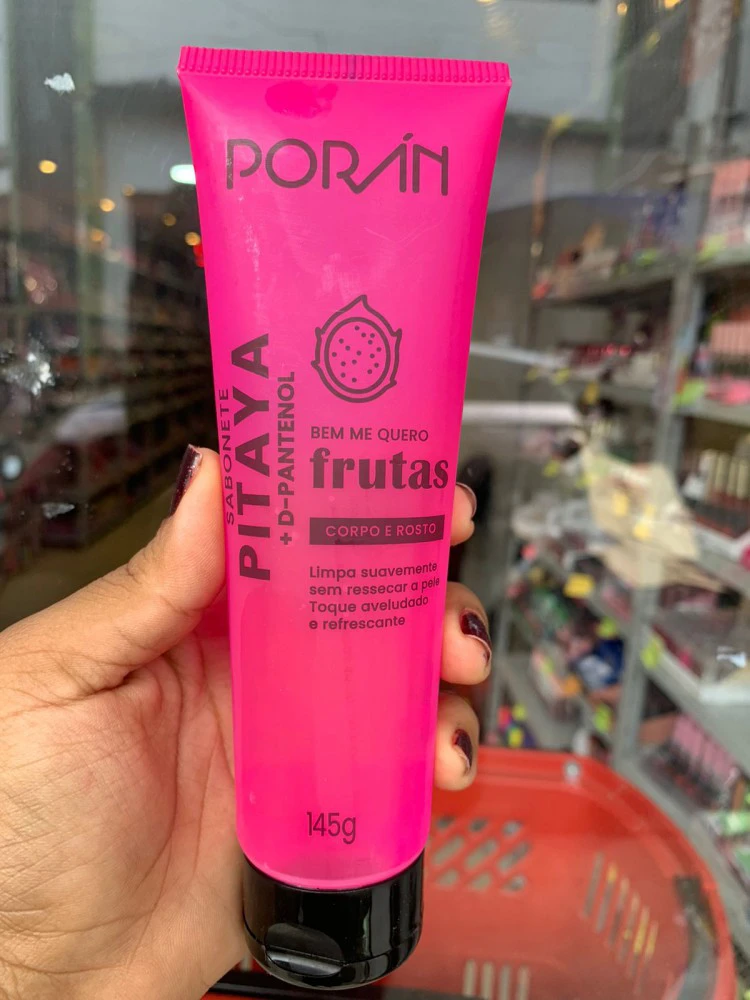 PORÁN
SABONETE
PITAYA
+ D-PANTENOL
BEM ME QUERO
frutas
CORPO E ROSTO
Limpa suavemente
sem ressecar a pele
Toque aveludado
e refrescante
145g